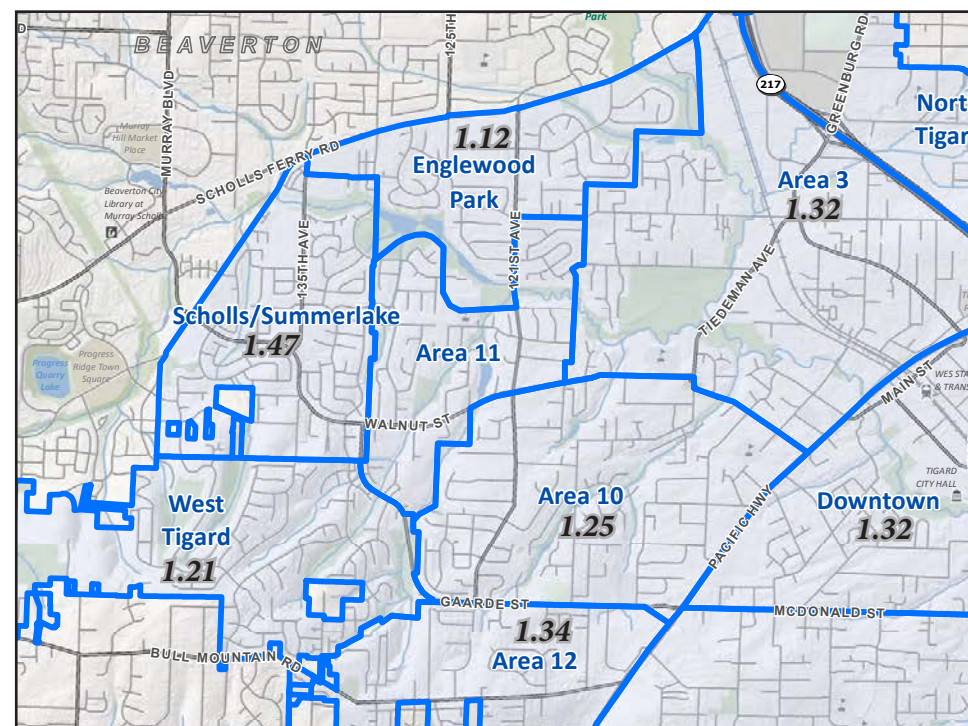 Park
BEAVERTON
125TH
217
GREENBURG RD
MURRAY BLVD
Murray
Hill Market
Place
1.12
Englewood
Park
SCHOLLS FERRY RD
Beaverton City
Library at
Murray Scholls
Area 3
1.32
135TH AVE
121ST AVE
TIEDEMAN AVE
Scholls/Summerlake
1.47
Area 11
Progress
Quarry
Lake
Progress
Ridge Town
Square
MAIN ST
WALNUT ST
West
Tigard
1.21
Area 10
1.25
PACIFIC HWY
TIGARD
CITY HALL
Downtown
1.32
GAARDE ST
MCDONALD ST
1.34
Area 12
BULL MOUNTAIN RD